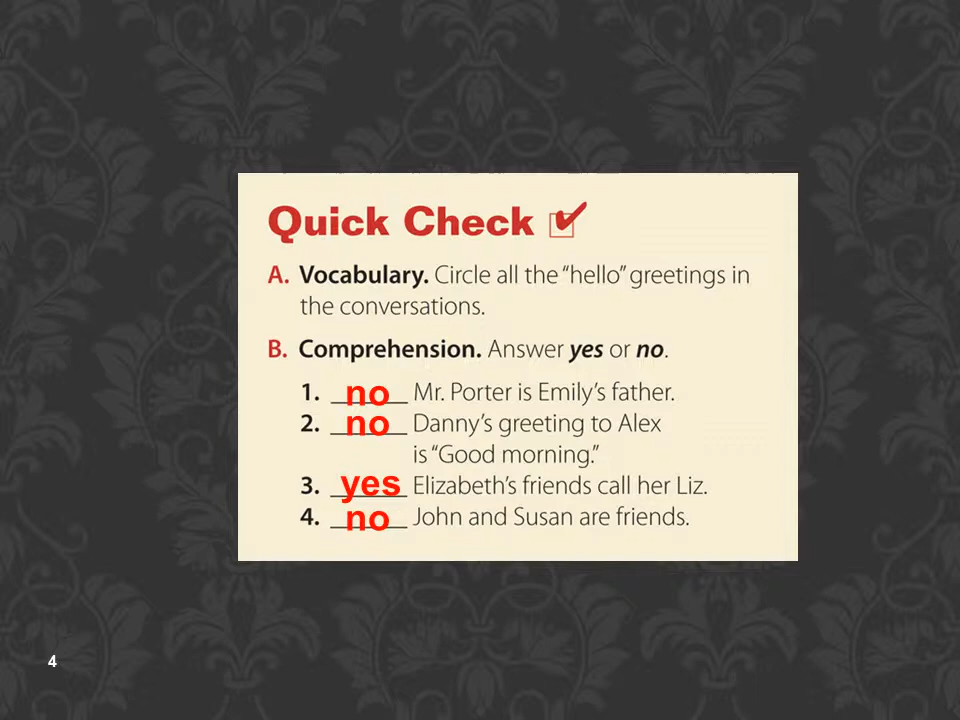 Quick Check
A. Vocabulary. Circle all the “hello” greetings in
the conversations.
B. Comprehension. Answer yes or no.
1. no Mr. Porter is Emily’s father.
2. no Danny’s greeting to Alex
is “Good morning.”
3. yes Elizabeth’s friends call her Liz.
4. no John and Susan are friends.
4